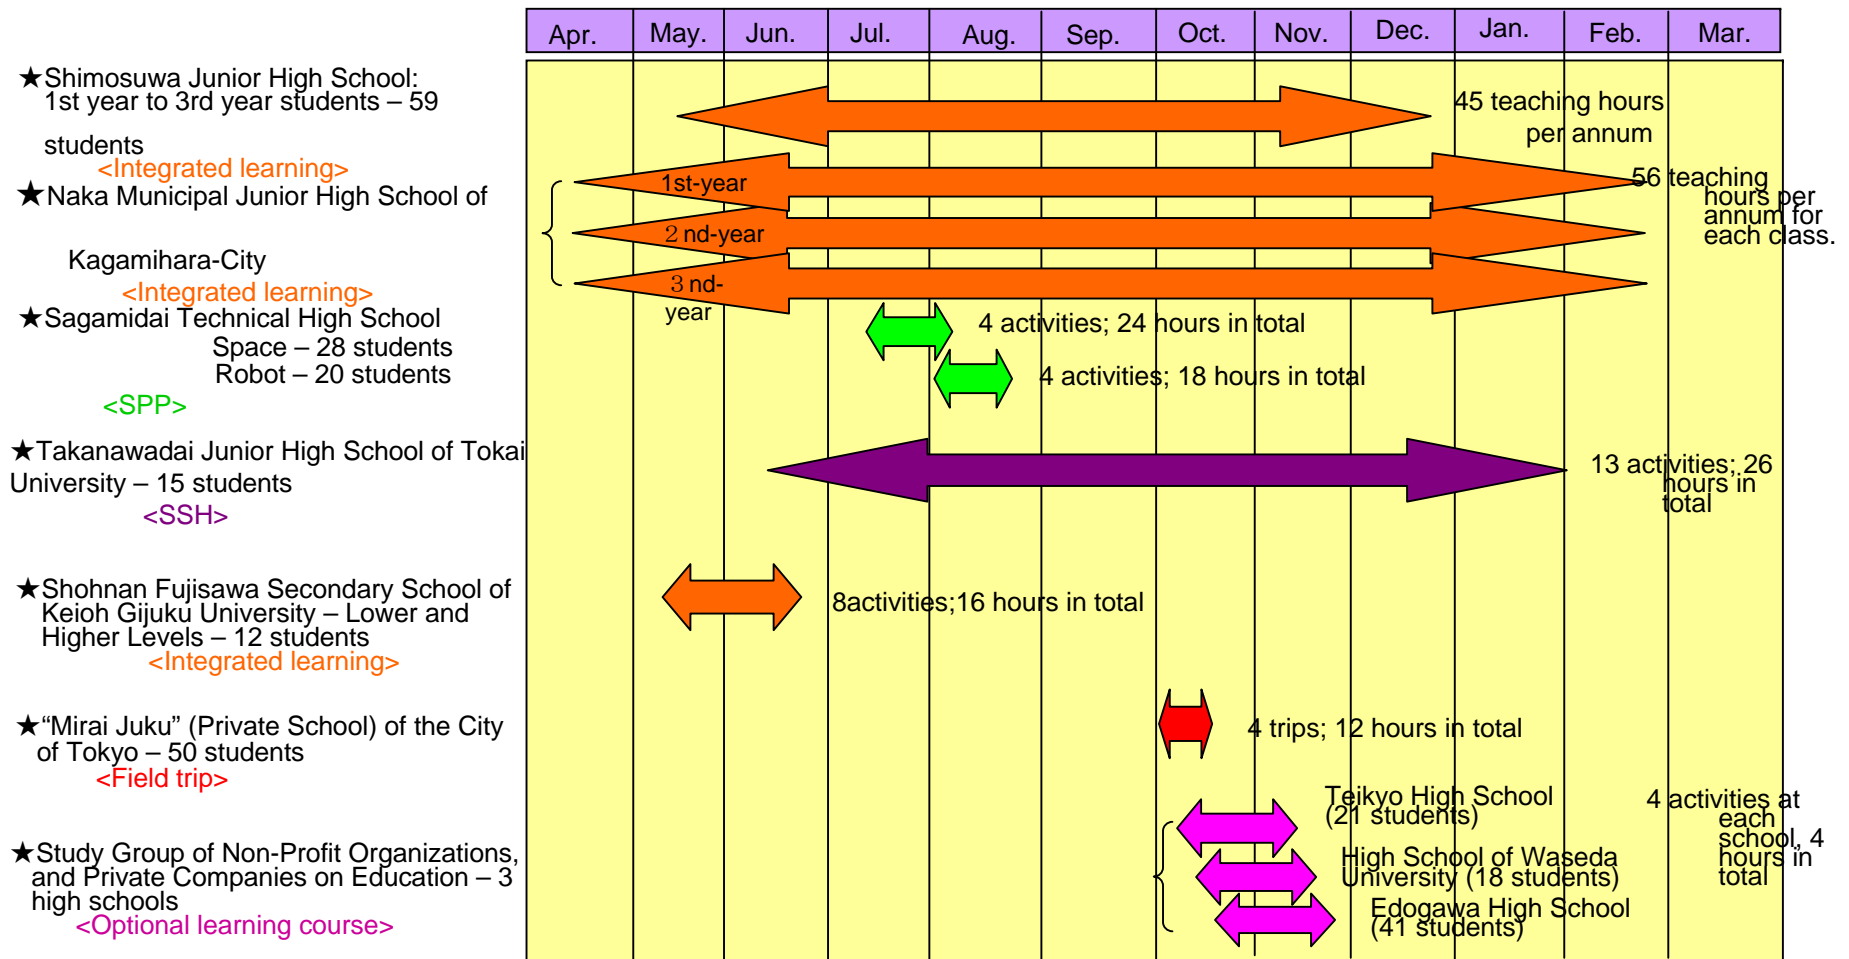 Apr. May. Jun. Jul. Aug. Sep. Oct. Nov. Dec. Jan. Feb. Mar.
★Shimosuwa Junior High School:
1st year to 3rd year students – 59
students
<Integrated learning>
45 teaching hours
per annum
★Naka Municipal Junior High School of
Kagamihara-City
<Integrated learning>
1st-year
2 nd-year
3 nd-
year
56 teaching
hours per
annum for
each class.
★Sagamidai Technical High School
Space – 28 students
Robot – 20 students
<SPP>
4 activities; 24 hours in total
4 activities; 18 hours in total
★Takanawadai Junior High School of Tokai
University – 15 students
<SSH>
13 activities; 26
hours in
total
★Shohnan Fujisawa Secondary School of
Keioh Gijuku University – Lower and
Higher Levels – 12 students
<Integrated learning>
8activities;16 hours in total
★“Mirai Juku” (Private School) of the City
of Tokyo – 50 students
<Field trip>
4 trips; 12 hours in total
★Study Group of Non-Profit Organizations,
and Private Companies on Education – 3
high schools
<Optional learning course>
Teikyo High School
(21 students)
High School of Waseda
University (18 students)
Edogawa High School
(41 students)
4 activities at
each
school, 4
hours in
total